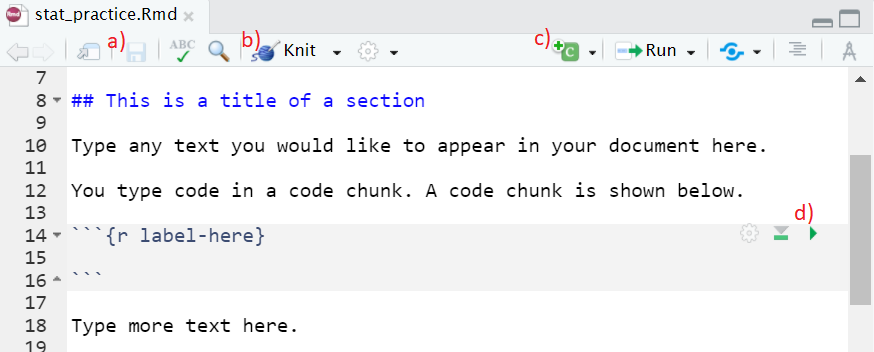 Rmd stat_practice.Rmd ×
a) ABC b) Knit c) C Run
7
8 ## This is a title of a section
9
10 Type any text you would like to appear in your document here.
11
12 You type code in a code chunk. A code chunk is shown below.
13
d)
14 ```{r label-here}
15
16 ```
17
18 Type more text here.
19